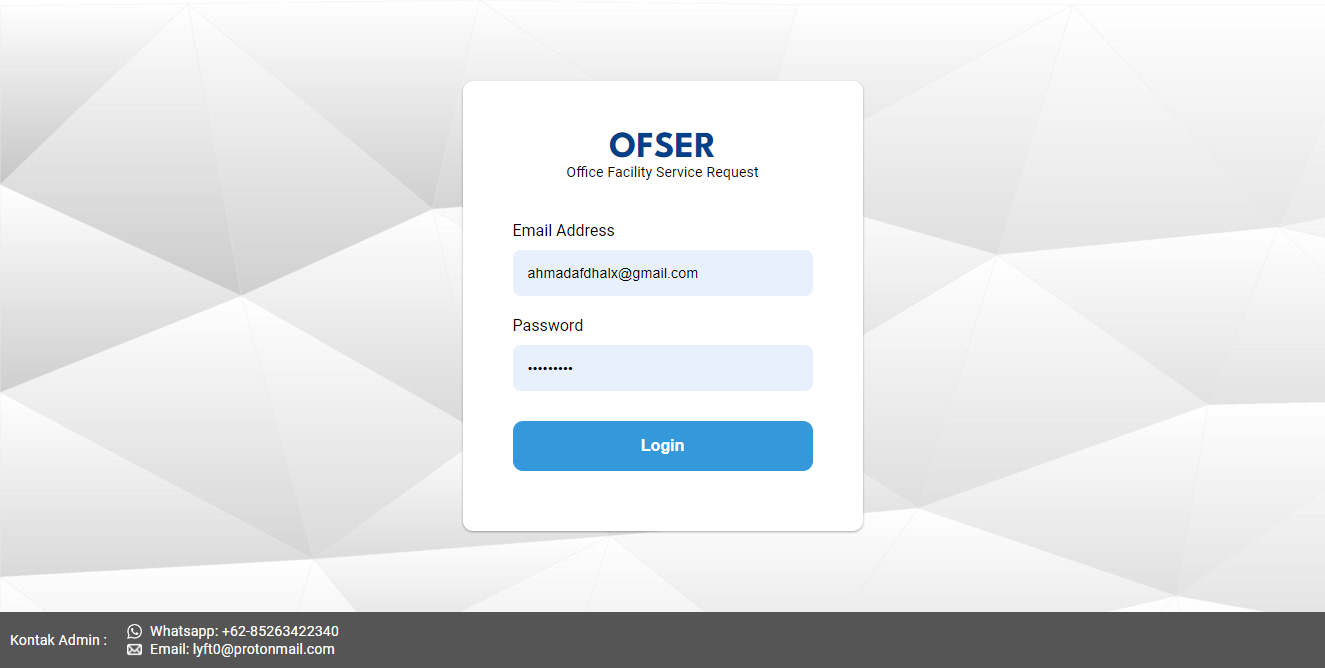 OFSER
Office Facility Service Request
Email Address
ahmadafdhalx@gmail.com
Password
•••••••••
Login
Kontak Admin :
Whatsapp: +62-85263422340
Email: lyft0@protonmail.com